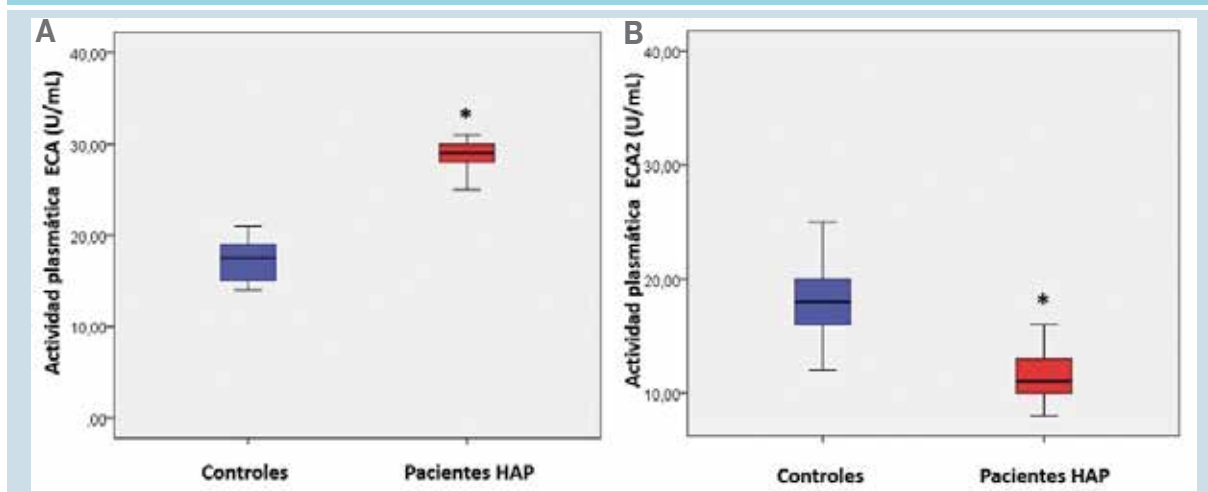 A
Actividad plasmática ECA (U/mL)
40,00
30,00
20,00
10,00
,00
*
Controles
Pacientes HAP
B
Actividad plasmática ECA2 (U/mL)
40,00
30,00
20,00
10,00
*
Controles
Pacientes HAP